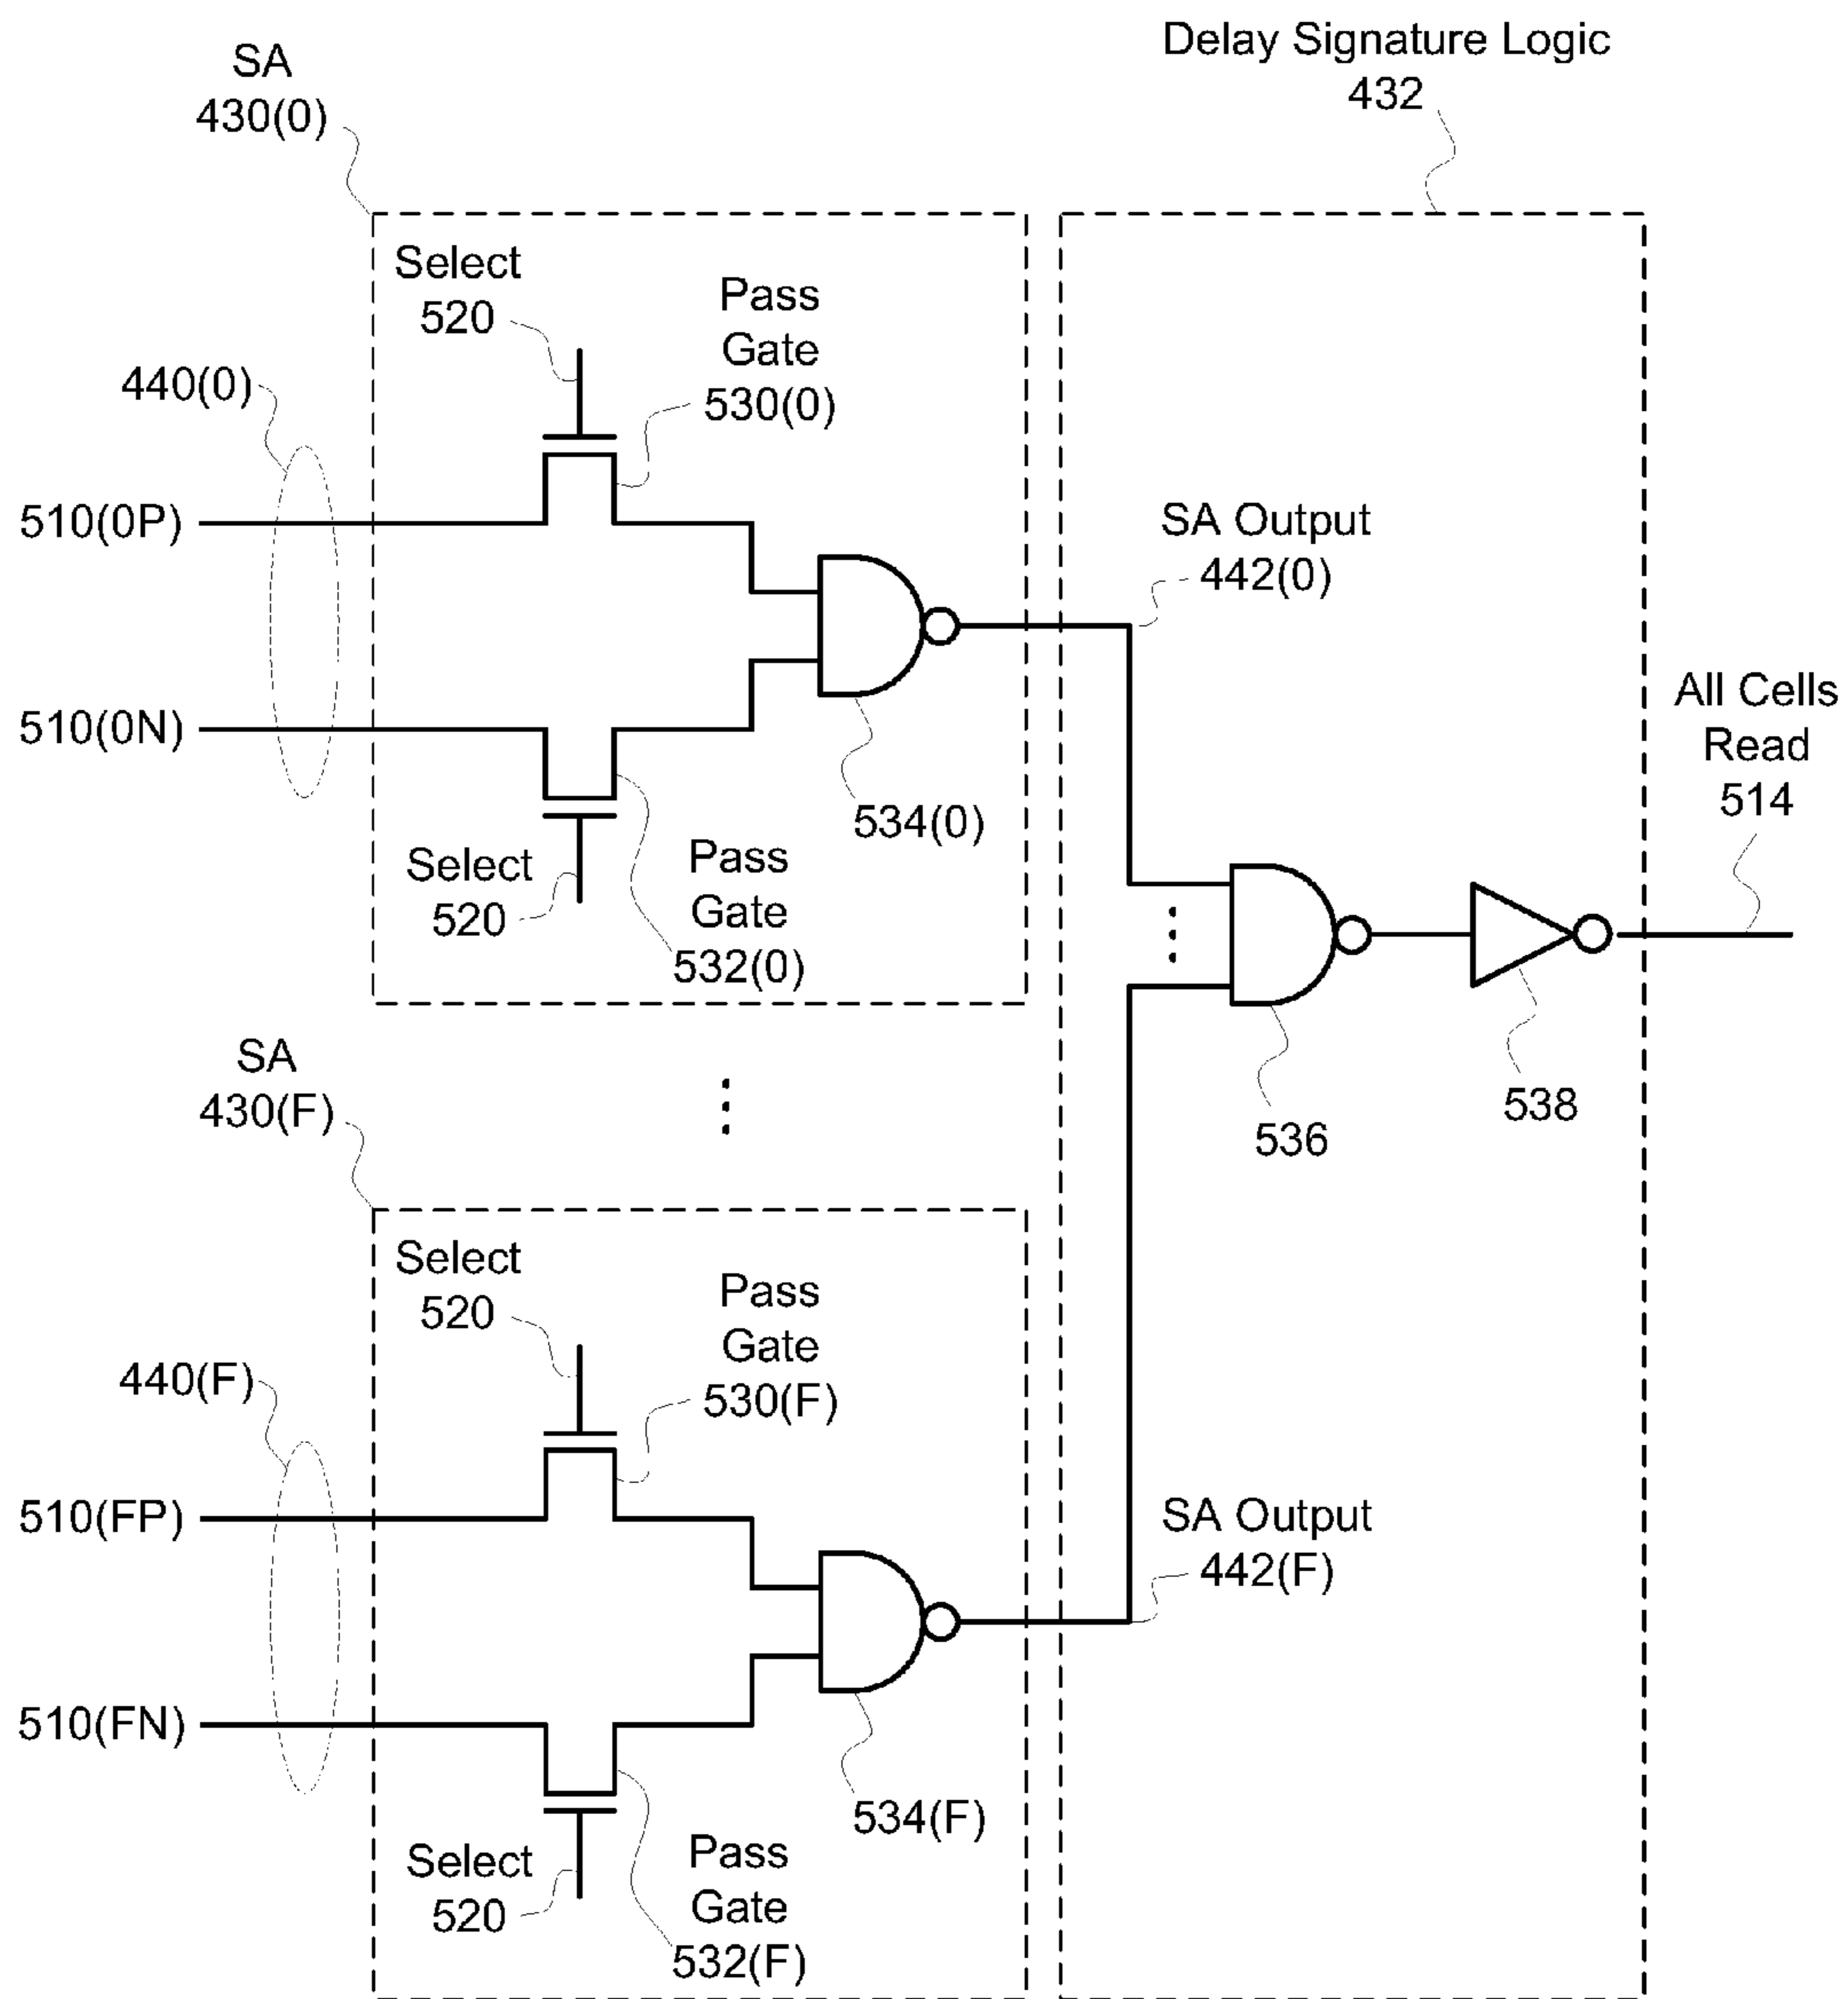 Delay Signature Logic
432
SA
430(0)
Select
520
Pass
Gate
530(0)
440(0)
510(0P)
SA Output
442(0)
510(0N)
All Cells
Read
514
534(0)
Select
520
Pass
Gate
532(0)
SA
430(F)
538
536
Select
520
Pass
Gate
530(F)
440(F)
510(FP)
SA Output
442(F)
510(FN)
534(F)
Select
520
Pass
Gate
532(F)